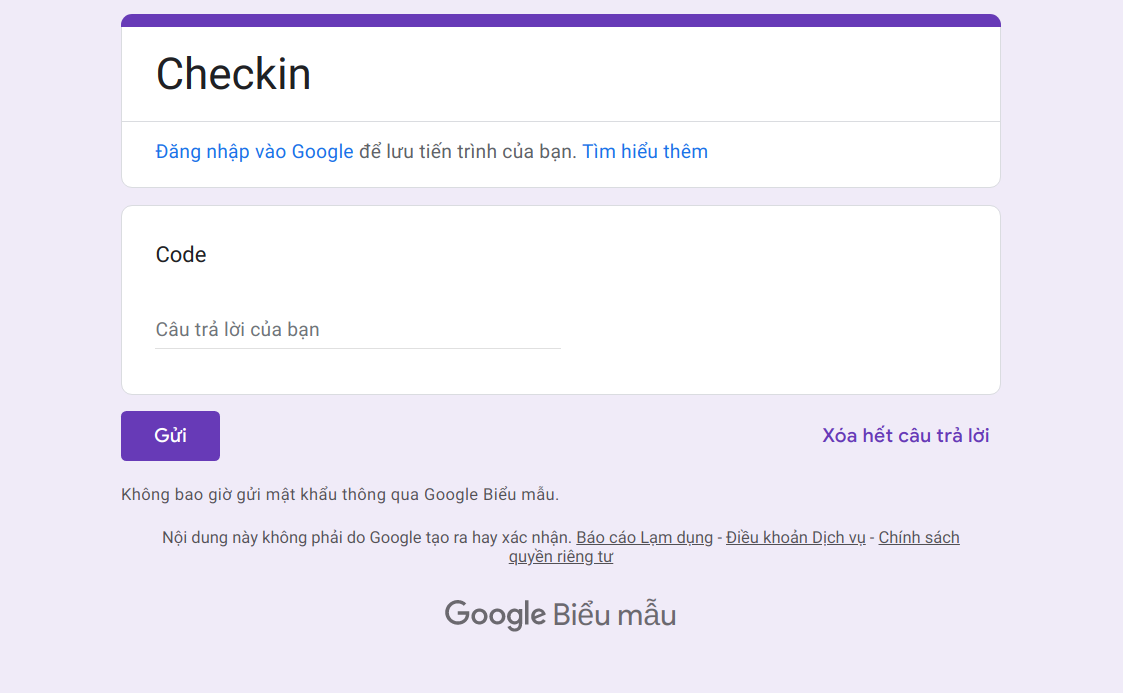 Checkin
Đăng nhập vào Google để lưu tiến trình của bạn. Tìm hiểu thêm
Code
Câu trả lời của bạn
Gửi
Xóa hết câu trả lời
Không bao giờ gửi mật khẩu thông qua Google Biểu mẫu.
Nội dung này không phải do Google tạo ra hay xác nhận. Báo cáo Lạm dụng - Điều khoản Dịch vụ - Chính sách
quyền riêng tư
Google Biểu mẫu